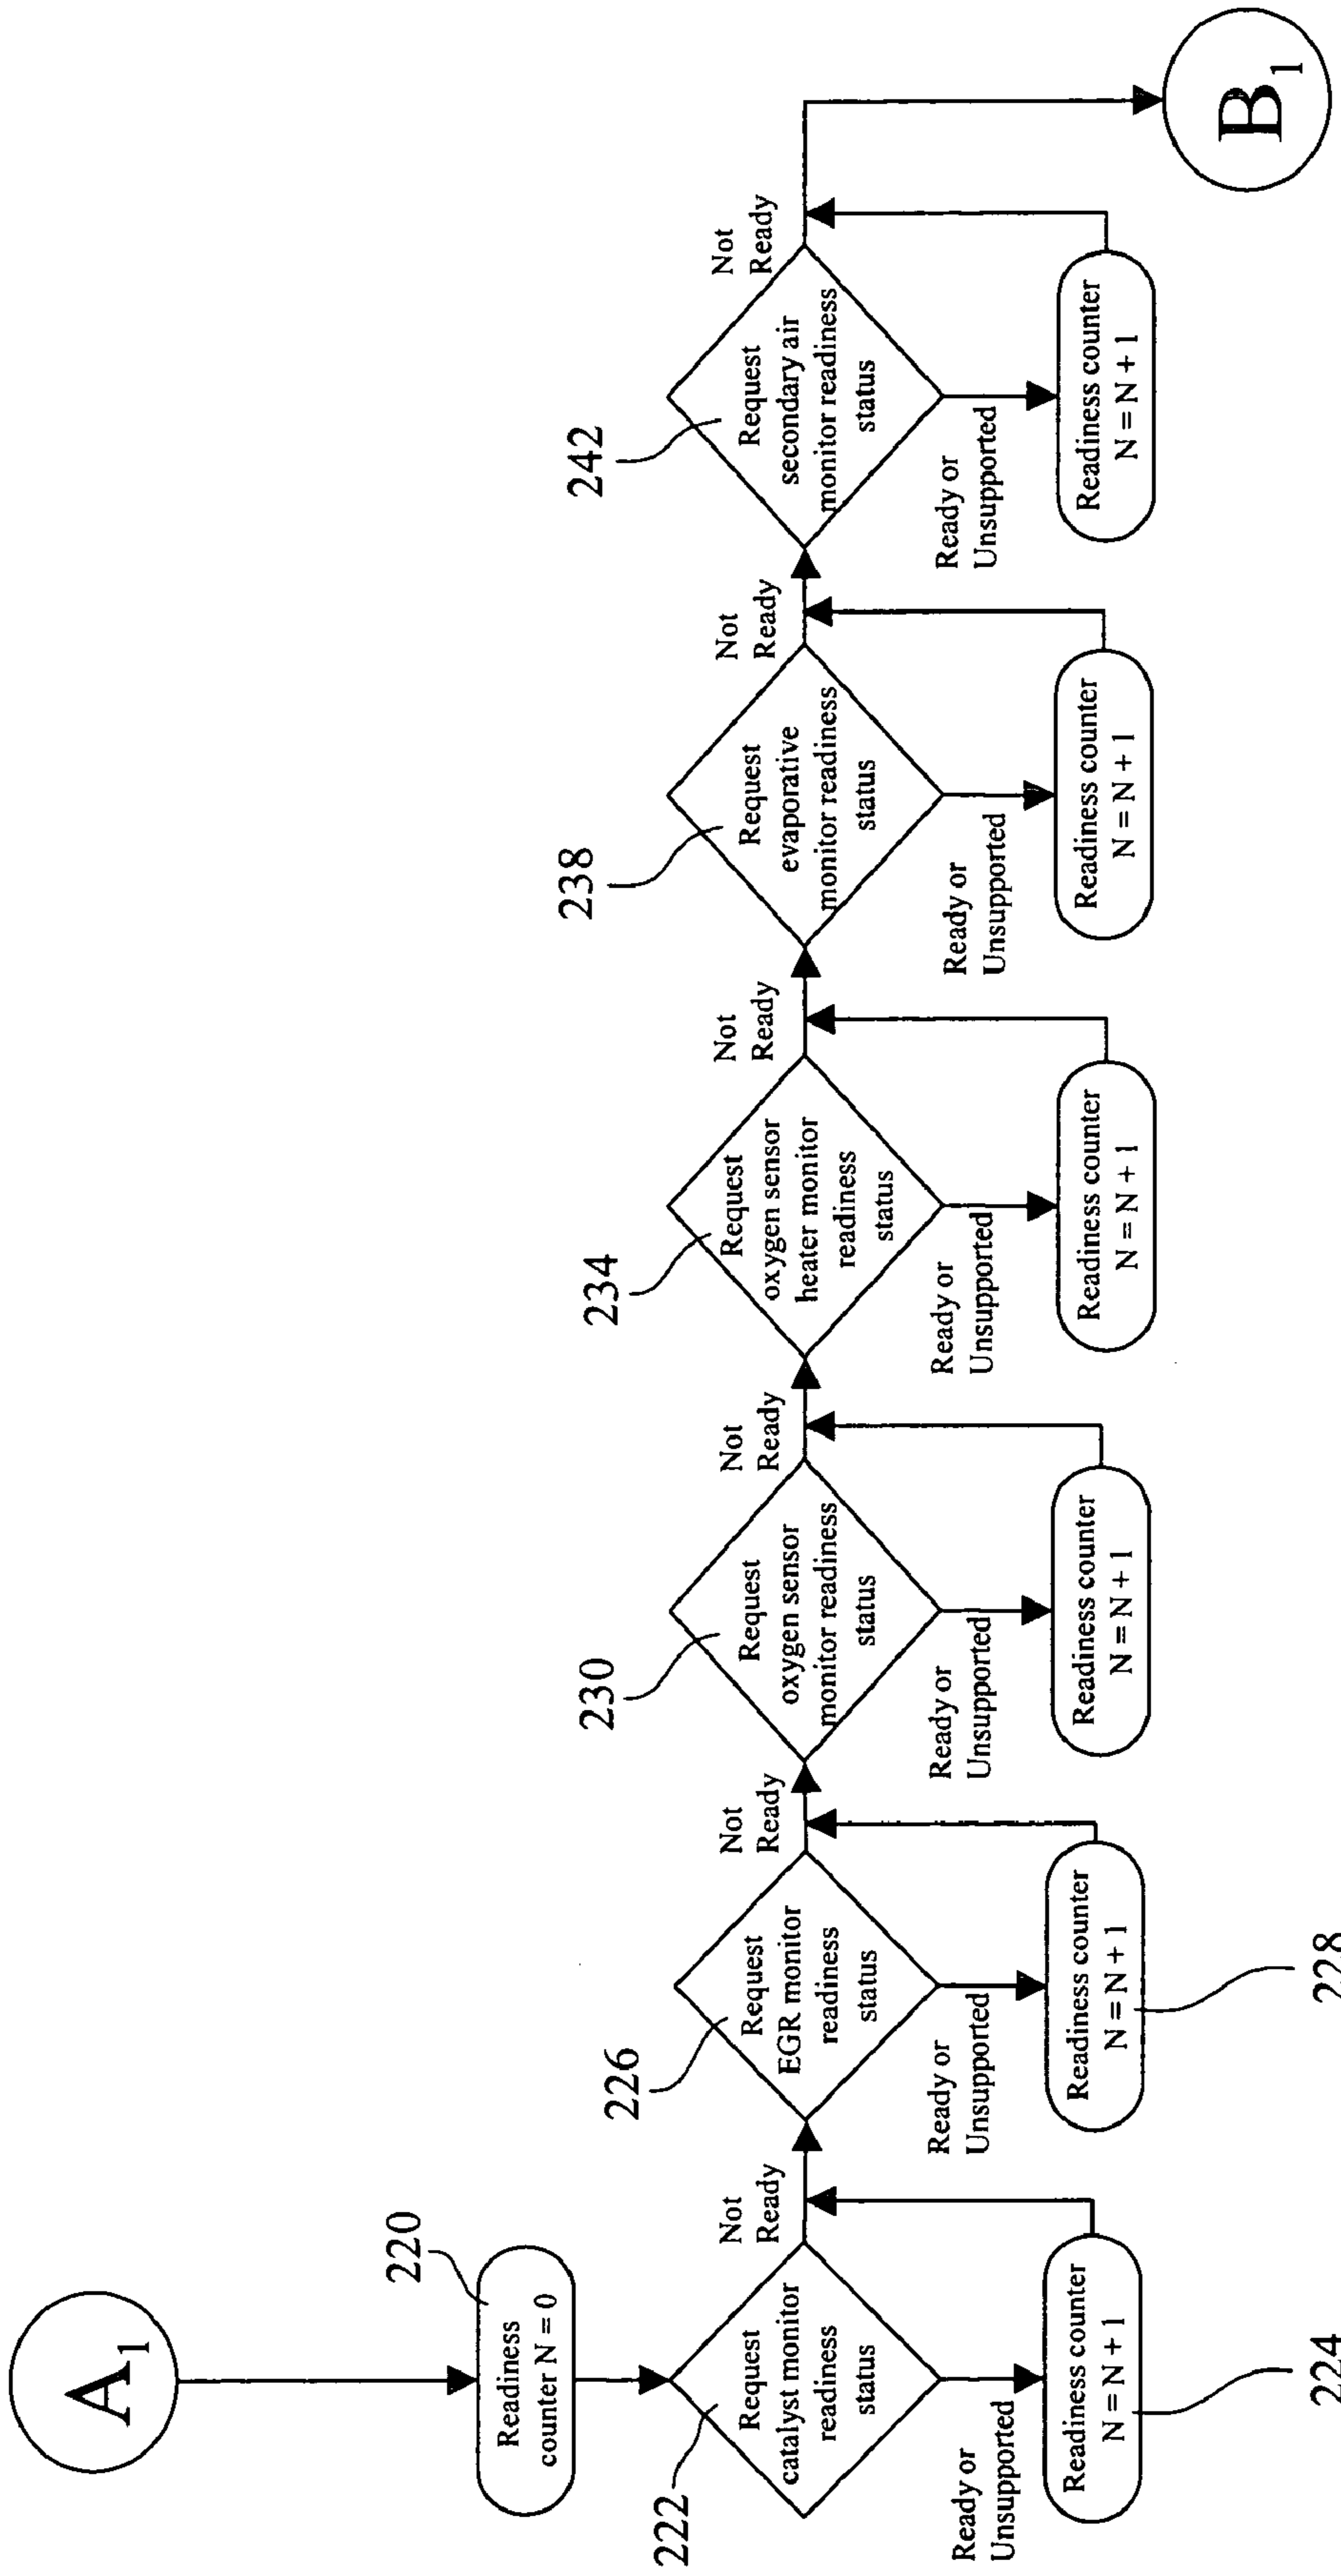 A1
220
Readiness
counter N = 0
222
Request
catalyst monitor
readiness
status
Not
Ready
Ready or
Unsupported
Readiness counter
N = N + 1
224
226
Request
EGR monitor
readiness
status
Not
Ready
Ready or
Unsupported
Readiness counter
N = N + 1
228
230
Request
oxygen sensor
monitor readiness
status
Not
Ready
Ready or
Unsupported
Readiness counter
N = N + 1
234
Request
oxygen sensor
heater monitor
readiness
status
Not
Ready
Ready or
Unsupported
Readiness counter
N = N + 1
238
Request
evaporative
monitor readiness
status
Not
Ready
Ready or
Unsupported
Readiness counter
N = N + 1
242
Request
secondary air
monitor readiness
status
Not
Ready
Ready or
Unsupported
Readiness counter
N = N + 1
B1